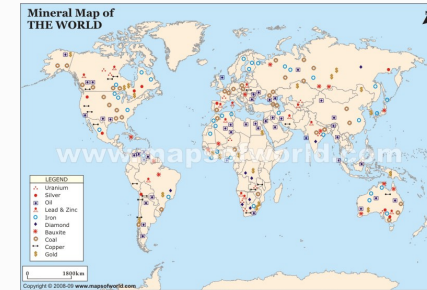 Mineral Map of
THE WORLD
www.mapsofworld.com
LEGEND
Uranium
Silver
Oil
Lead & Zinc
Iron
Diamond
Bauxite
Coal
Copper
Gold
0 1800km
Copyright © 2008-09 www.mapsofworld.com